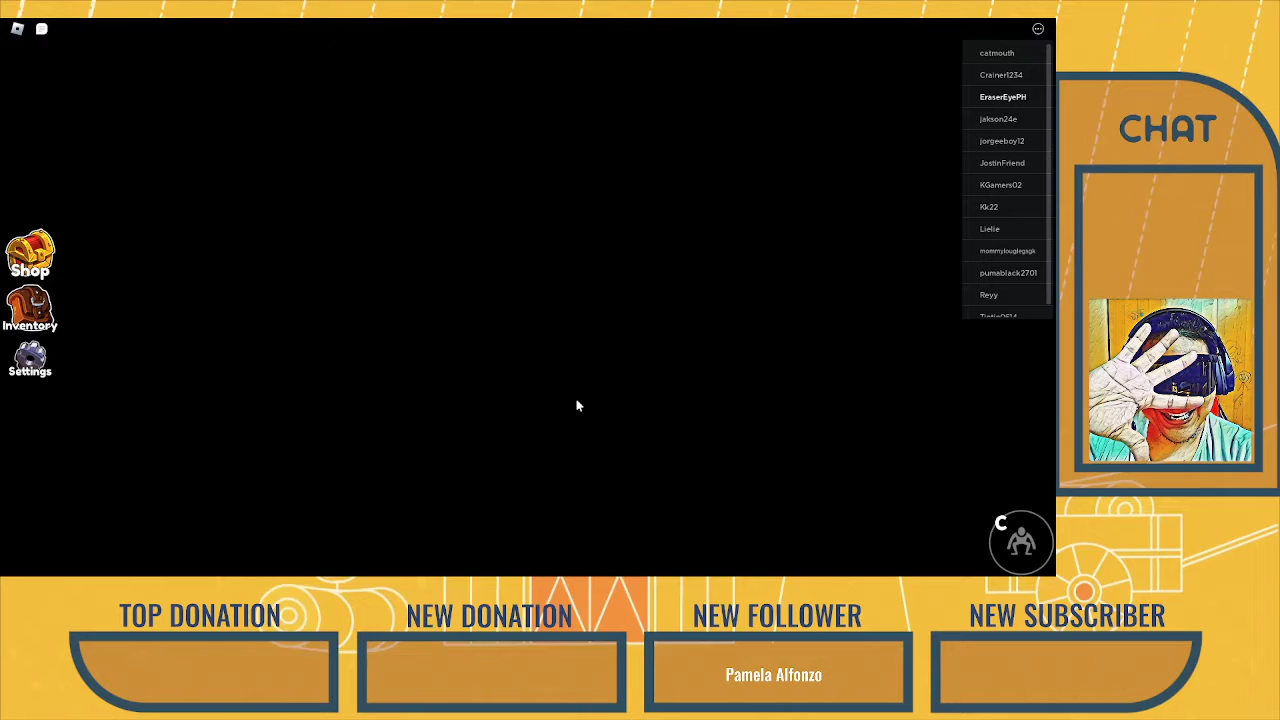 catmouth
Crainer1234
EraserEyePH
jakson24e
jorgeeboy12
JostinFriend
KGamers02
Kk22
Lielie
pumablack2701
Reyy
CHAT
Shop
Inventory
Settings
C
TOP DONATION
NEW DONATION
NEW FOLLOWER
NEW SUBSCRIBER
Pamela Alfonzo